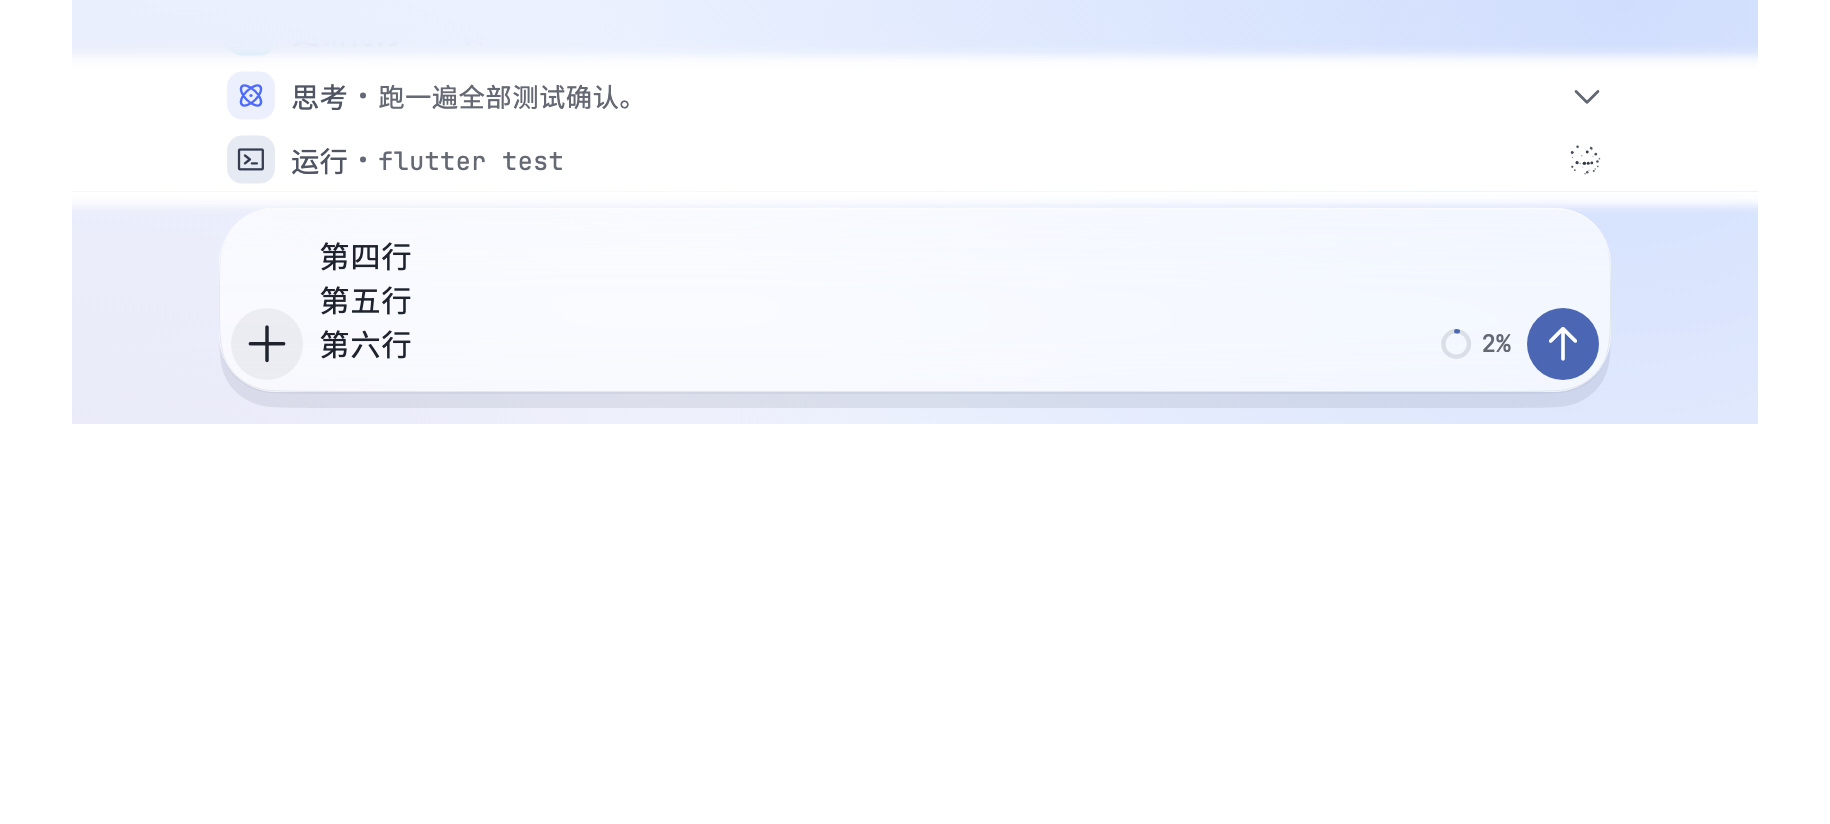 思考·跑一遍全部测试确认。
运行·flutter test
第四行
第五行
第六行
2%